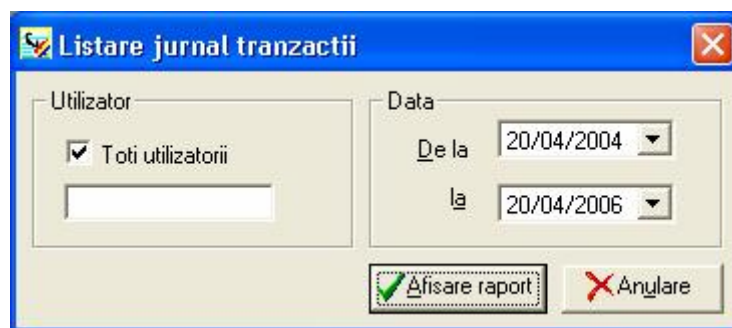 Listare jurnal tranzactii
Utilizator
Toti utilizatorii
Data
De la 20/04/2004
la 20/04/2006
Afisare raport
Anulare